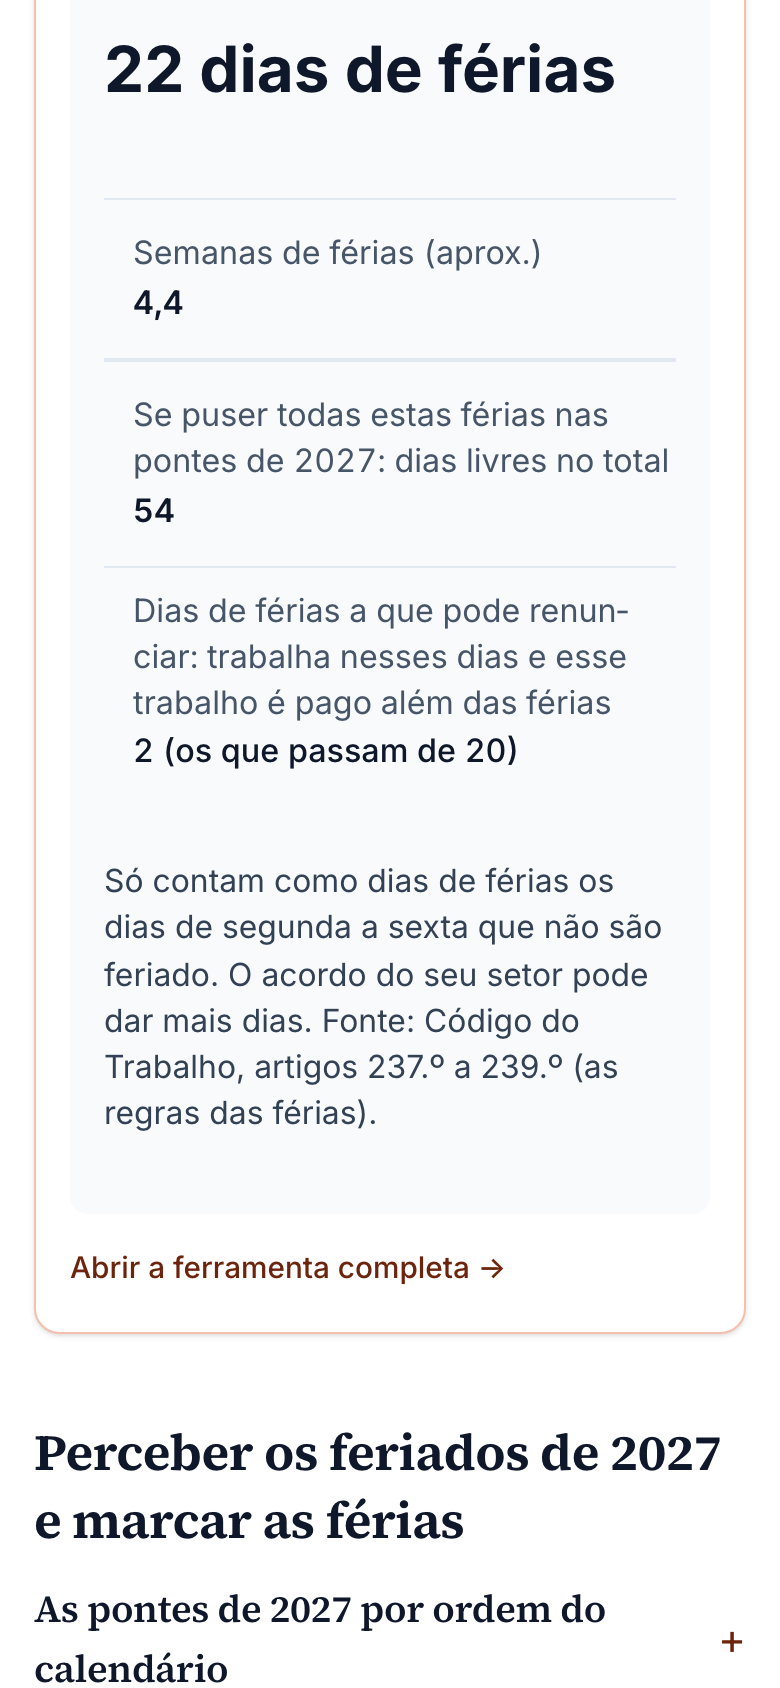 22 dias de férias
Semanas de férias (aprox.)
4,4
Se puser todas estas férias nas
pontes de 2027: dias livres no total
54
Dias de férias a que pode renun-
ciar: trabalha nesses dias e esse
trabalho é pago além das férias
2 (os que passam de 20)
Só contam como dias de férias os
dias de segunda a sexta que não são
feriado. O acordo do seu setor pode
dar mais dias. Fonte: Código do
Trabalho, artigos 237.º a 239.º (as
regras das férias).
Abrir a ferramenta completa →
Perceber os feriados de 2027
e marcar as férias
As pontes de 2027 por ordem do
calendário
+